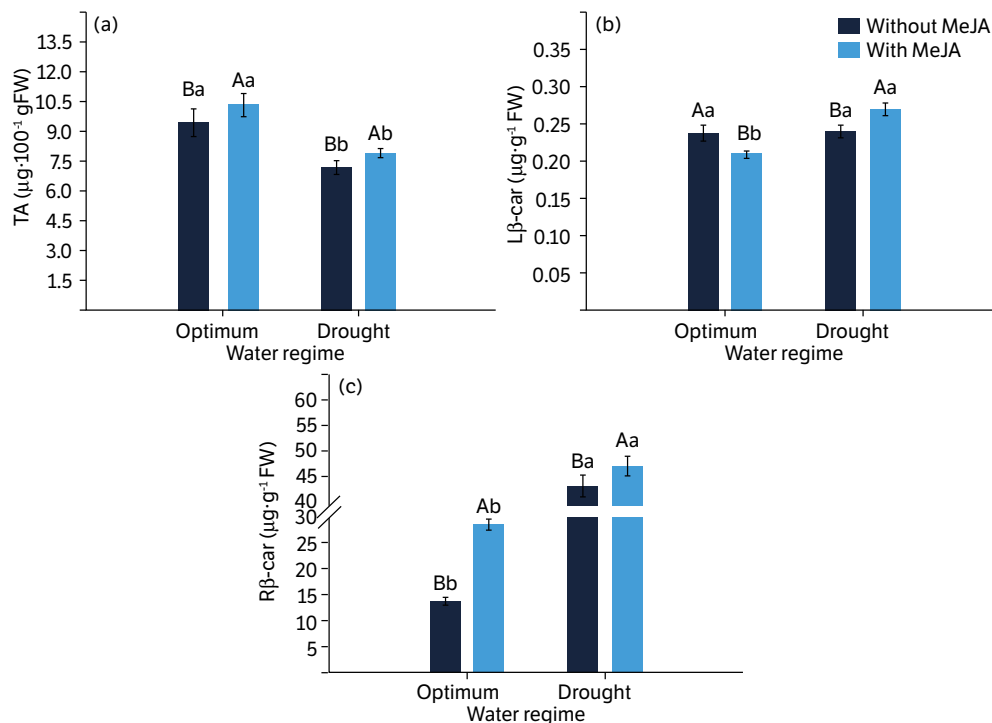 (a)
TA (µg·100⁻¹ gFW)
13.5
12.0
10.5
9.0
7.5
6.0
4.5
3.0
1.5
Ba
Aa
Bb
Ab
Optimum
Drought
Water regime
(b)
Without MeJA
With MeJA
Lβ-car (µg·g⁻¹ FW)
0.35
0.30
0.25
0.20
0.15
0.10
0.05
Aa
Bb
Ba
Aa
Optimum
Drought
Water regime
(c)
Rβ-car (µg·g⁻¹ FW)
60
55
50
45
40
30
25
20
15
10
5
Bb
Ab
Ba
Aa
Optimum
Drought
Water regime